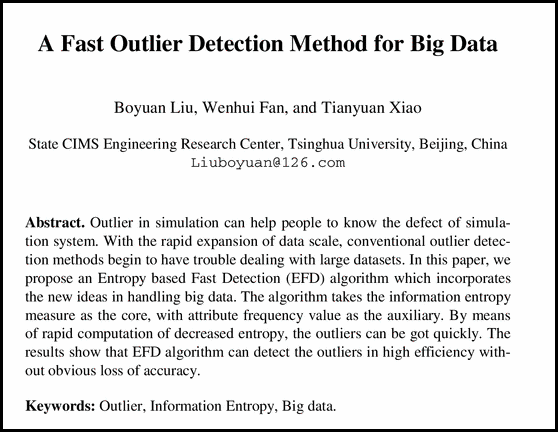 A Fast Outlier Detection Method for Big Data
Boyuan Liu, Wenhui Fan, and Tianyuan Xiao
State CIMS Engineering Research Center, Tsinghua University, Beijing, China
Liuboyuan@126.com
Abstract. Outlier in simulation can help people to know the defect of simula-
tion system. With the rapid expansion of data scale, conventional outlier detec-
tion methods begin to have trouble dealing with large datasets. In this paper, we
propose an Entropy based Fast Detection (EFD) algorithm which incorporates
the new ideas in handling big data. The algorithm takes the information entropy
measure as the core, with attribute frequency value as the auxiliary. By means
of rapid computation of decreased entropy, the outliers can be got quickly. The
results show that EFD algorithm can detect the outliers in high efficiency with-
out obvious loss of accuracy.
Keywords: Outlier, Information Entropy, Big data.